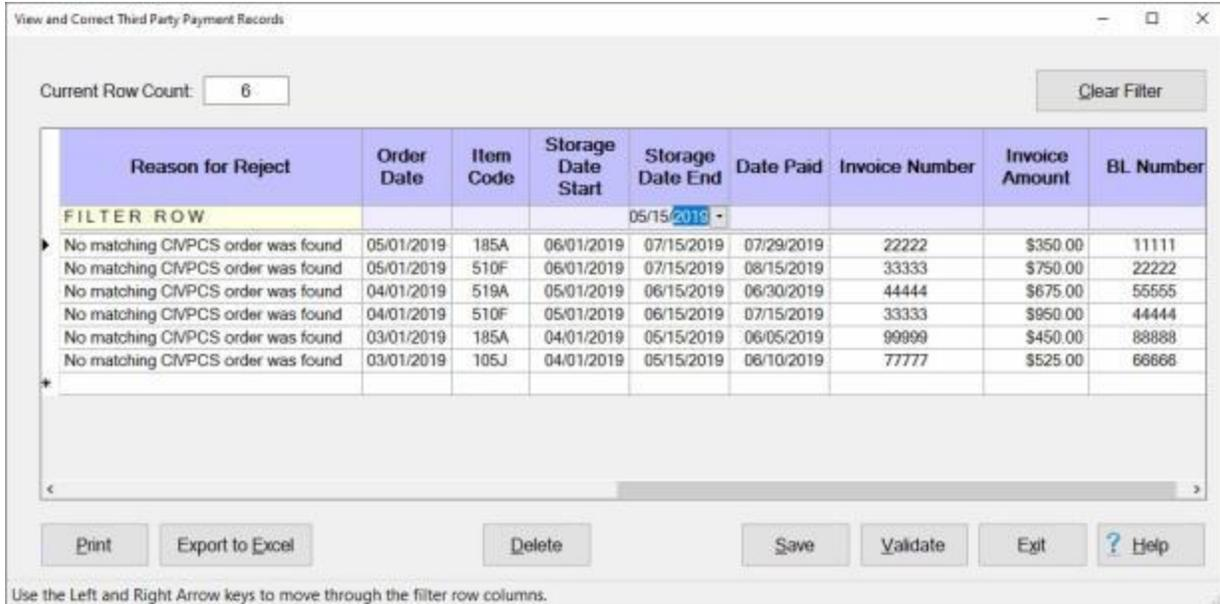 View and Correct Third Party Payment Records
Current Row Count: 6 Clear Filter
Reason for Reject Order Date Item Code Storage Date Start Storage Date End Date Paid Invoice Number Invoice Amount BL Number
FILTER ROW 05/15/2019
No matching CIVPCS order was found 05/01/2019 185A 06/01/2019 07/15/2019 07/29/2019 22222 $350.00 11111
No matching CIVPCS order was found 05/01/2019 510F 06/01/2019 07/15/2019 08/15/2019 33333 $750.00 22222
No matching CIVPCS order was found 04/01/2019 519A 05/01/2019 06/15/2019 06/30/2019 44444 $675.00 55555
No matching CIVPCS order was found 04/01/2019 510F 05/01/2019 06/15/2019 07/15/2019 33333 $950.00 44444
No matching CIVPCS order was found 03/01/2019 185A 04/01/2019 05/15/2019 06/05/2019 99999 $450.00 88888
No matching CIVPCS order was found 03/01/2019 105J 04/01/2019 05/15/2019 06/10/2019 77777 $525.00 66666
Print Export to Excel Delete Save Validate Exit ? Help
Use the Left and Right Arrow keys to move through the filter row columns.